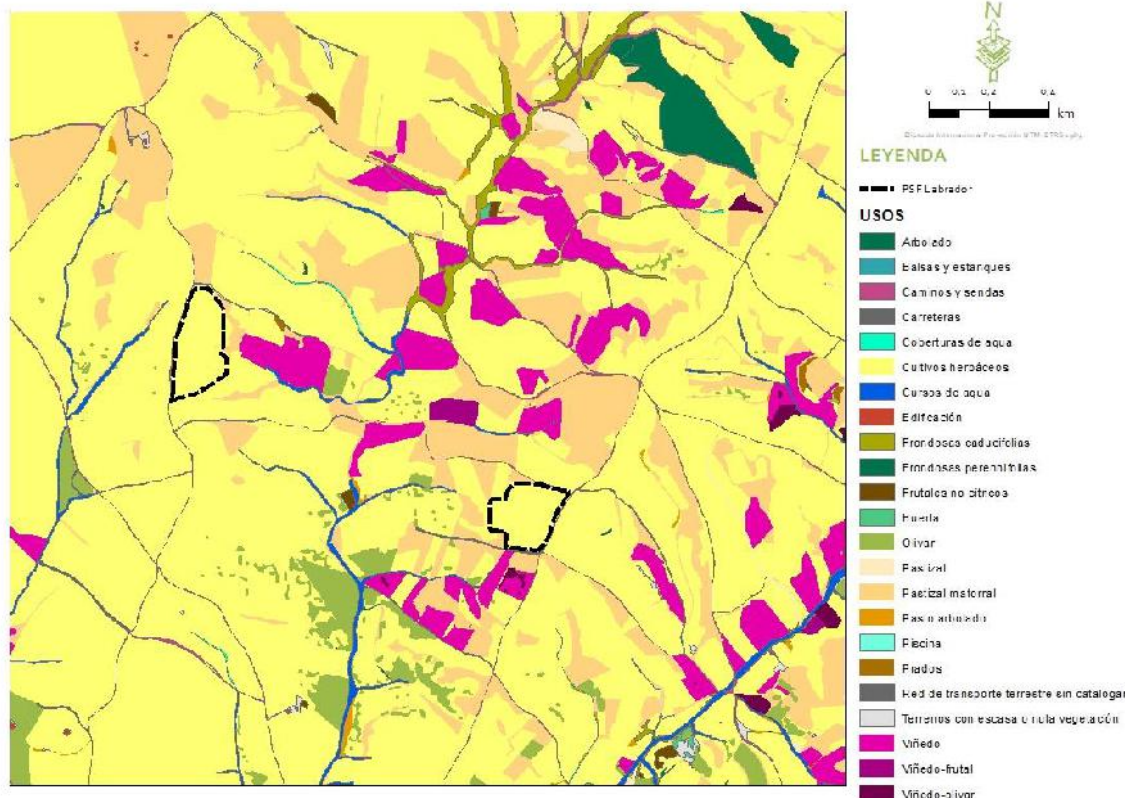 N
0 0,1 0,2 0,4
km
LEYENDA
PSF Labrador
USOS
Arbolado
Balsas y estanques
Caminos y sendas
Carreteras
Coberturas de agua
Cultivos herbáceos
Cursos de agua
Edificación
Frondosas caducifolias
Frondosas perennifolias
Frutales no cítricos
Huerta
Olivar
Pastizal
Pastizal matorral
Pasto arbolado
Piscina
Prados
Red de transporte terrestre sin catalogar
Terrenos con escasa o nula vegetación
Viñedo
Viñedo-frutal
Viñedo-olivar